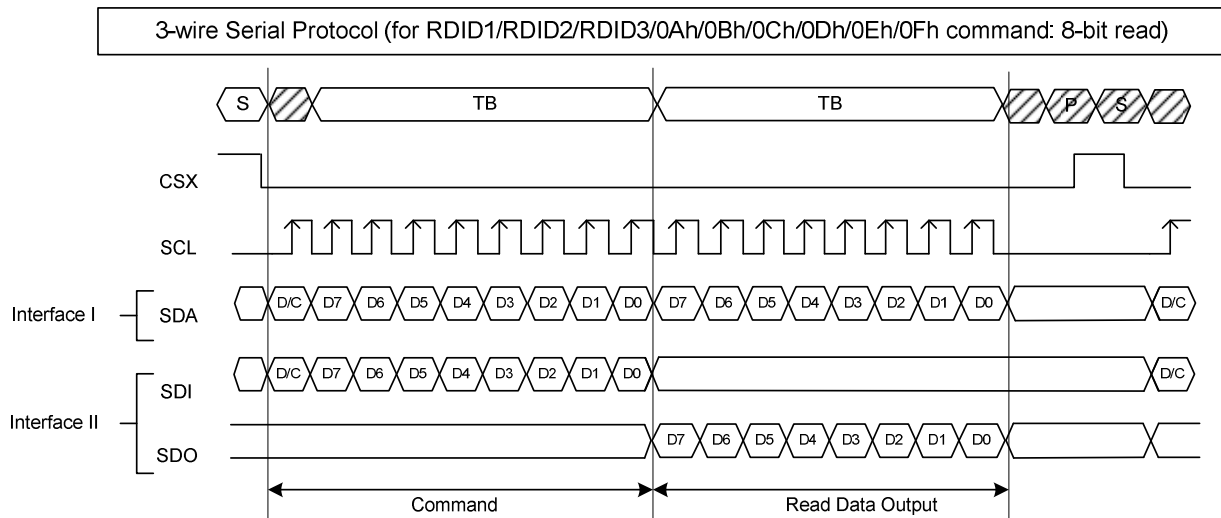 3-wire Serial Protocol (for RDID1/RDID2/RDID3/0Ah/0Bh/0Ch/0Dh/0Eh/0Fh command: 8-bit read)
S TB TB P S
CSX
SCL
Interface I SDA D/C D7 D6 D5 D4 D3 D2 D1 D0 D7 D6 D5 D4 D3 D2 D1 D0 D/C
SDI D/C D7 D6 D5 D4 D3 D2 D1 D0 D/C
Interface II
SDO D7 D6 D5 D4 D3 D2 D1 D0
Command Read Data Output